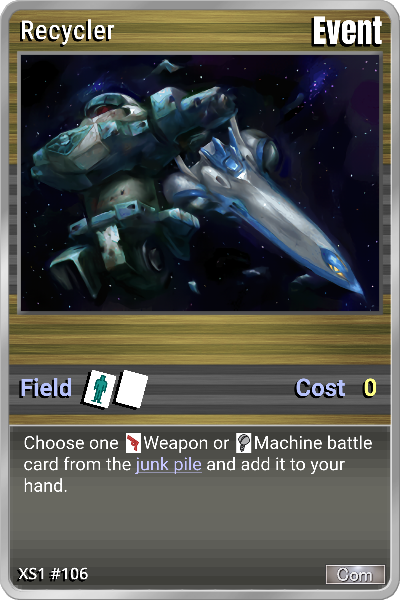 Recycler
Event
Field
Cost 0
Choose one Weapon or Machine battle
card from the junk pile and add it to your
hand.
XS1 #106
Com